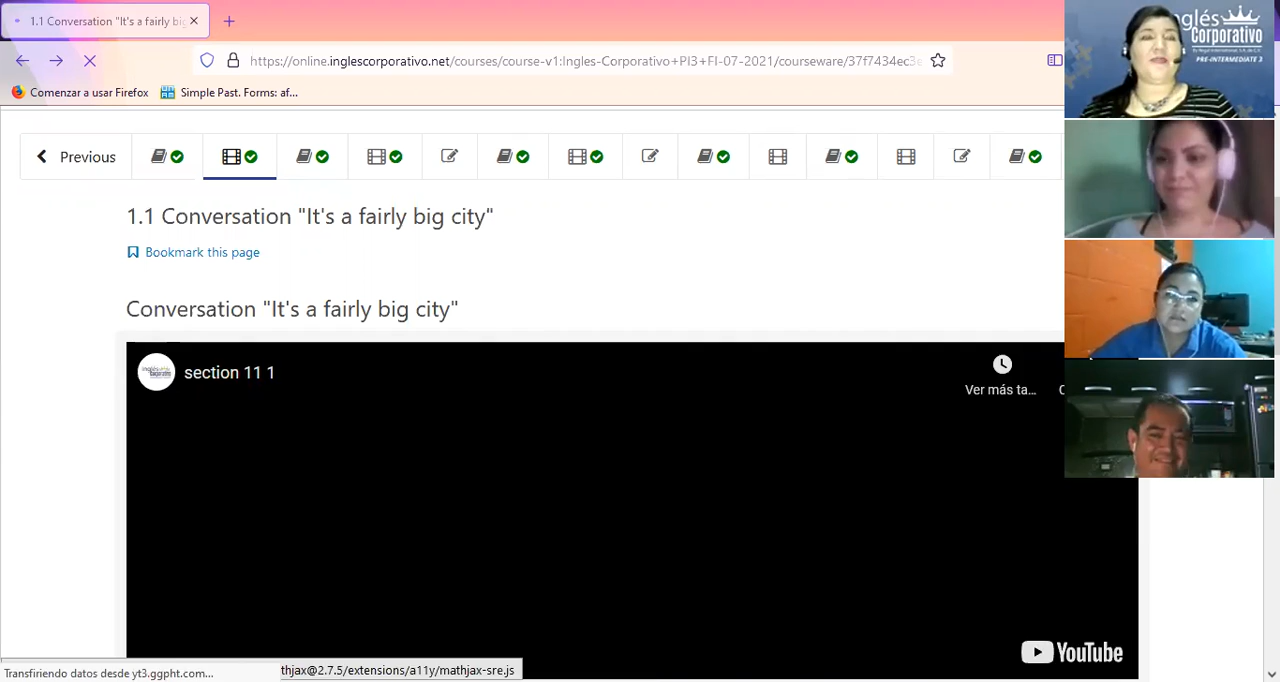 1.1 Conversation "It's a fairly big
https://online.inglescorporativo.net/courses/course-v1:Ingles-Corporativo+PI3+FI-07-2021/courseware/37f7434ec3e
Comenzar a usar Firefox
Simple Past. Forms: af...
Previous
1.1 Conversation "It's a fairly big city"
Bookmark this page
Conversation "It's a fairly big city"
section 11 1
Ver más ta...
YouTube
Transfiriendo datos desde yt3.ggpht.com...
thjax@2.7.5/extensions/a11y/mathjax-sre.js
nglés
Corporativo
PRE-INTERMEDIATE 3